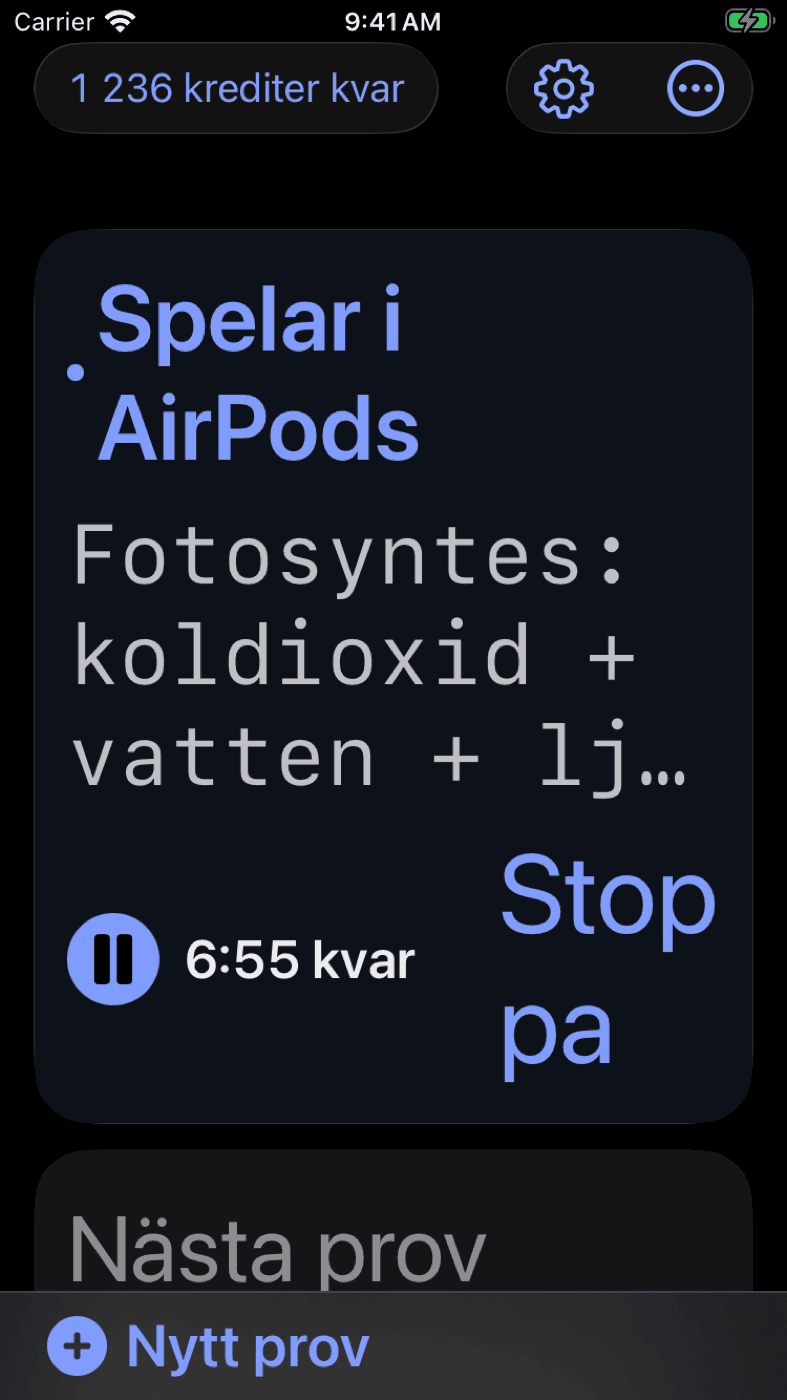 Carrier
9:41 AM
1 236 krediter kvar
Spelar i
AirPods
Fotosyntes:
koldioxid +
vatten + lj…
6:55 kvar
Stop
pa
Nästa prov
Nytt prov